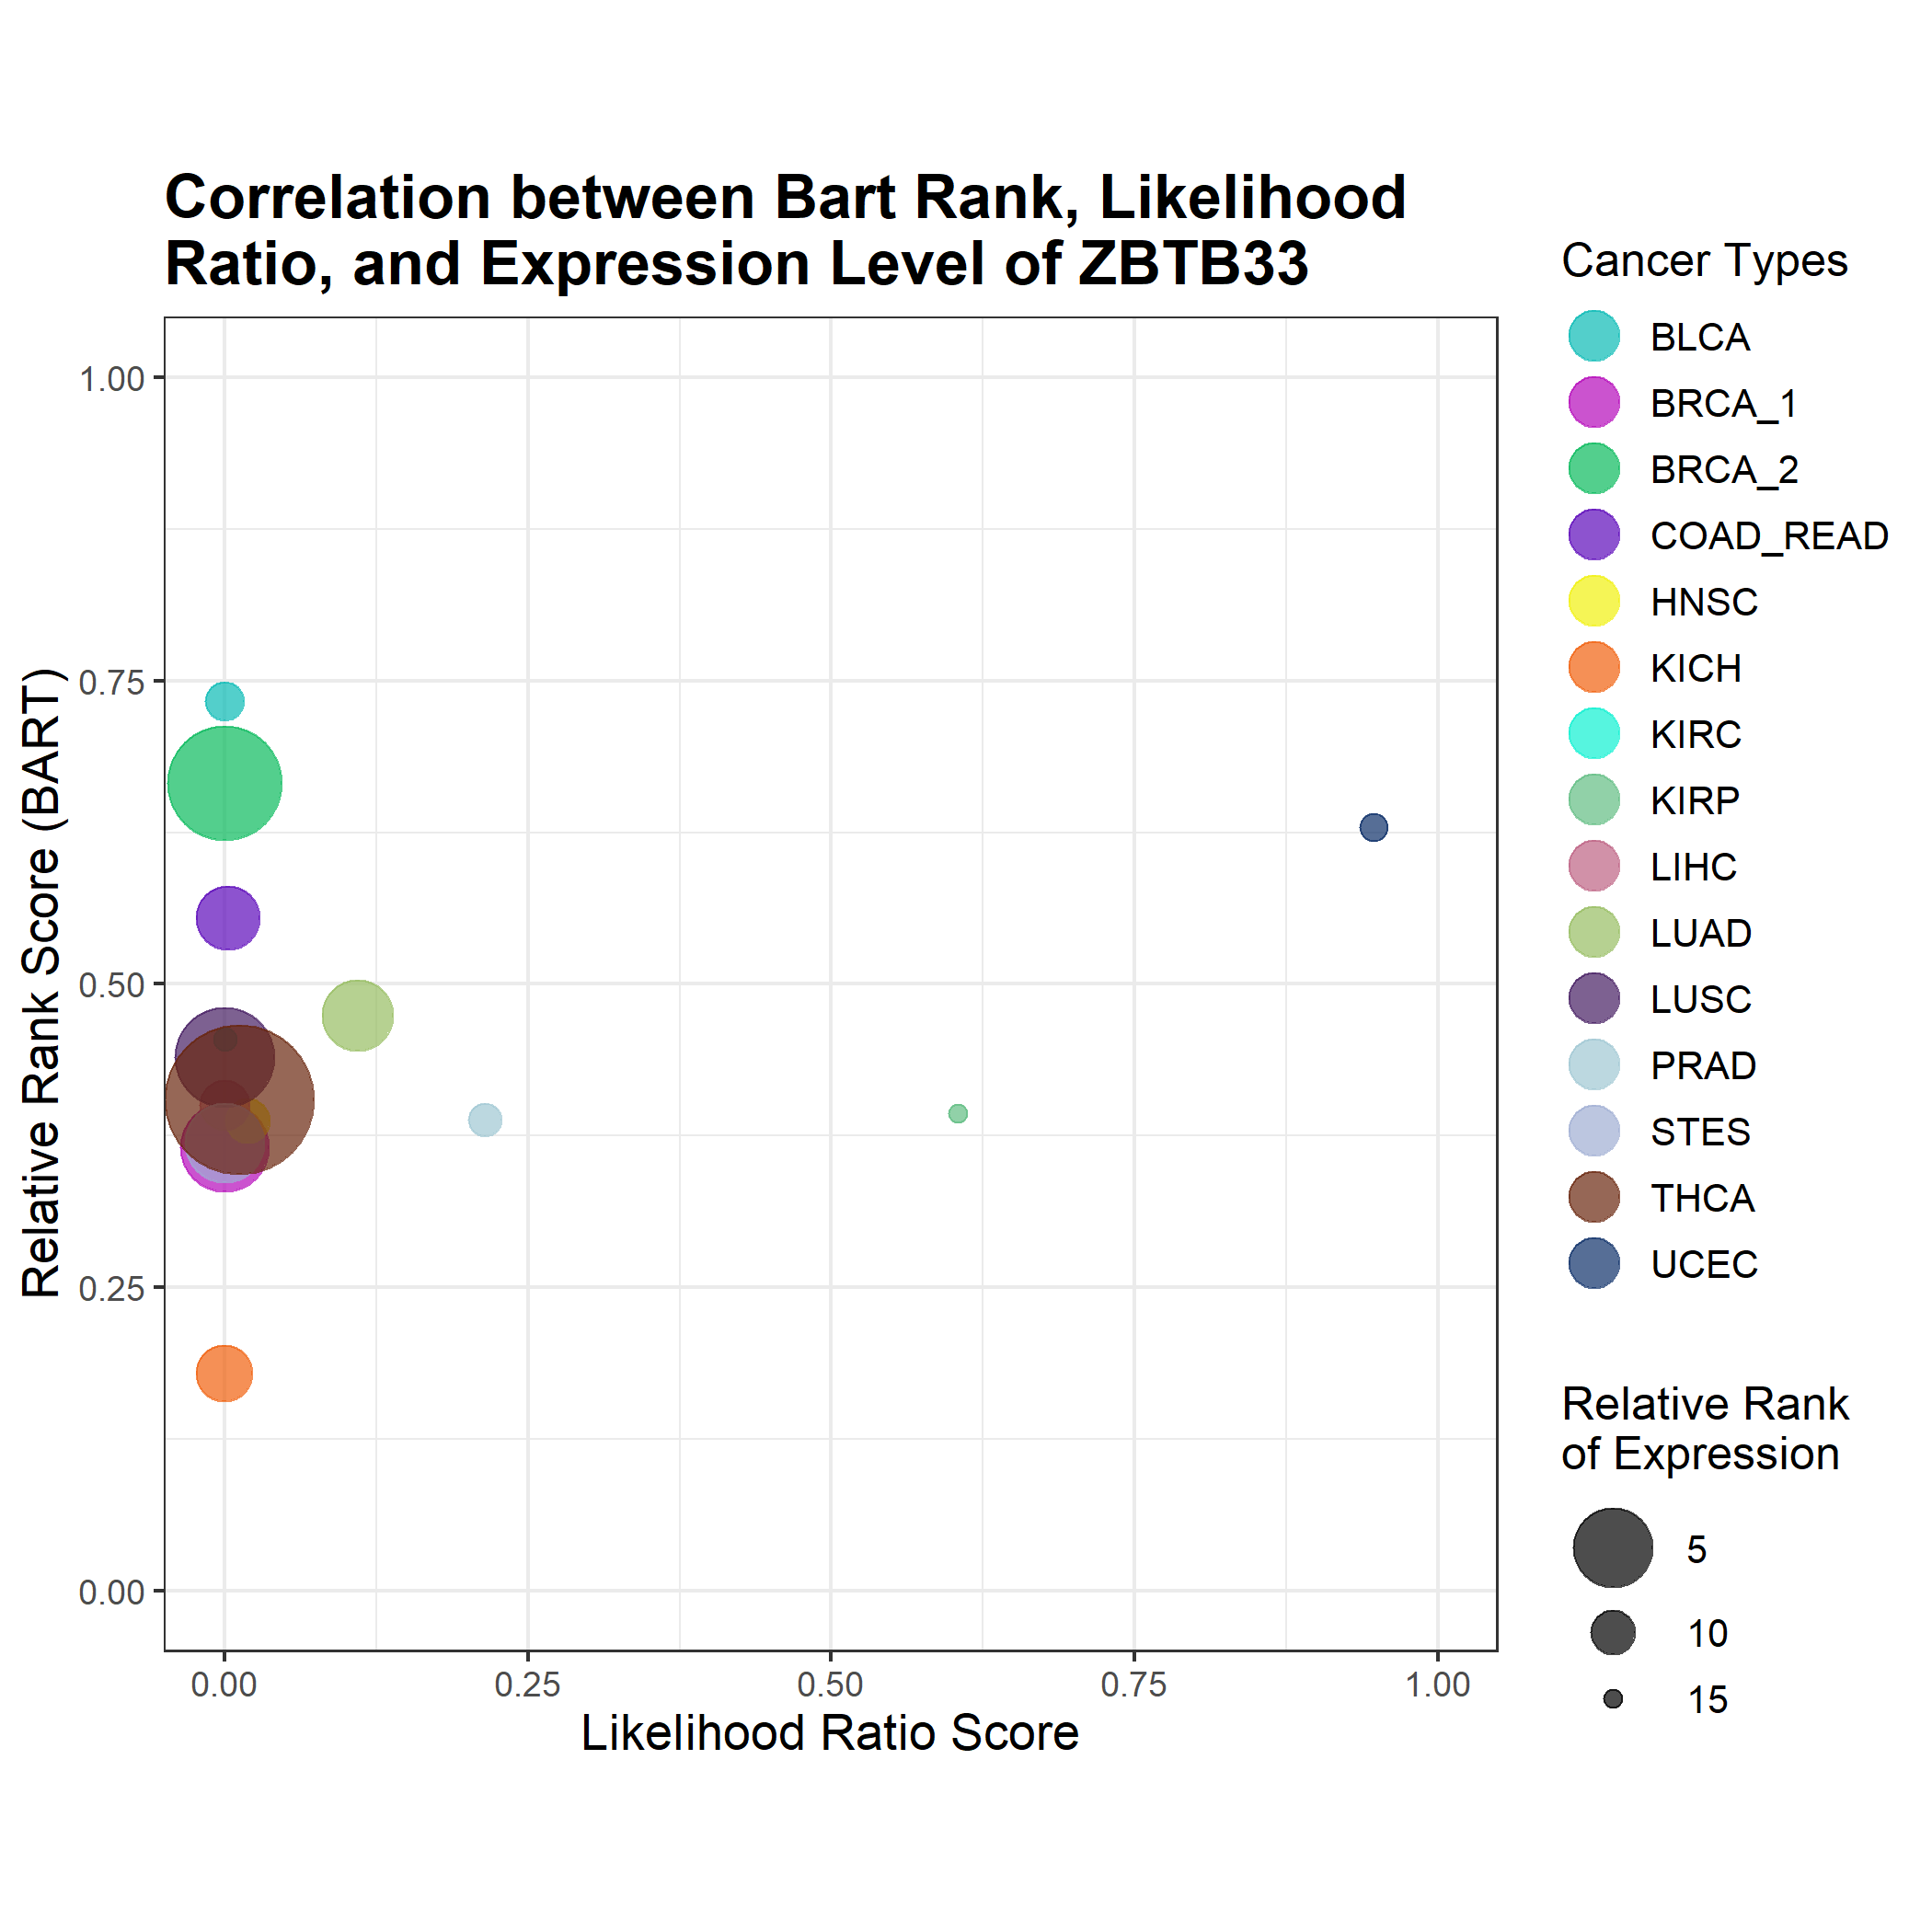 Correlation between Bart Rank, Likelihood
Ratio, and Expression Level of ZBTB33
Relative Rank Score (BART)
1.00
0.75
0.50
0.25
0.00
0.00 0.25 0.50 0.75 1.00
Likelihood Ratio Score
Cancer Types
BLCA
BRCA_1
BRCA_2
COAD_READ
HNSC
KICH
KIRC
KIRP
LIHC
LUAD
LUSC
PRAD
STES
THCA
UCEC
Relative Rank
of Expression
5
10
15